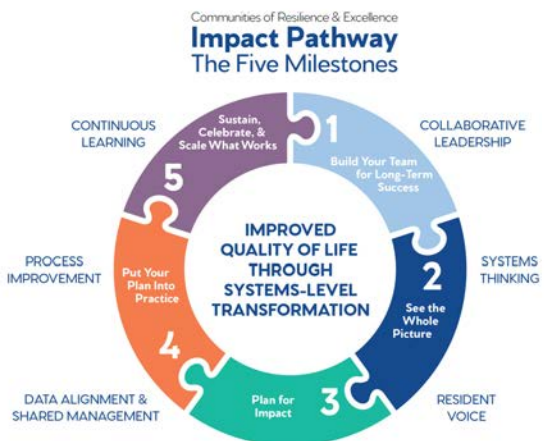 Communities of Resilience & Excellence
Impact Pathway
The Five Milestones
CONTINUOUS
LEARNING
Sustain,
Celebrate, &
Scale What Works
5
1
Build Your Team
for Long-Term
Success
COLLABORATIVE
LEADERSHIP
PROCESS
IMPROVEMENT
Put Your
Plan Into
Practice
4
IMPROVED
QUALITY OF LIFE
THROUGH
SYSTEMS-LEVEL
TRANSFORMATION
2
See the
Whole
Picture
SYSTEMS
THINKING
DATA ALIGNMENT &
SHARED MANAGEMENT
Plan for
Impact
3
RESIDENT
VOICE